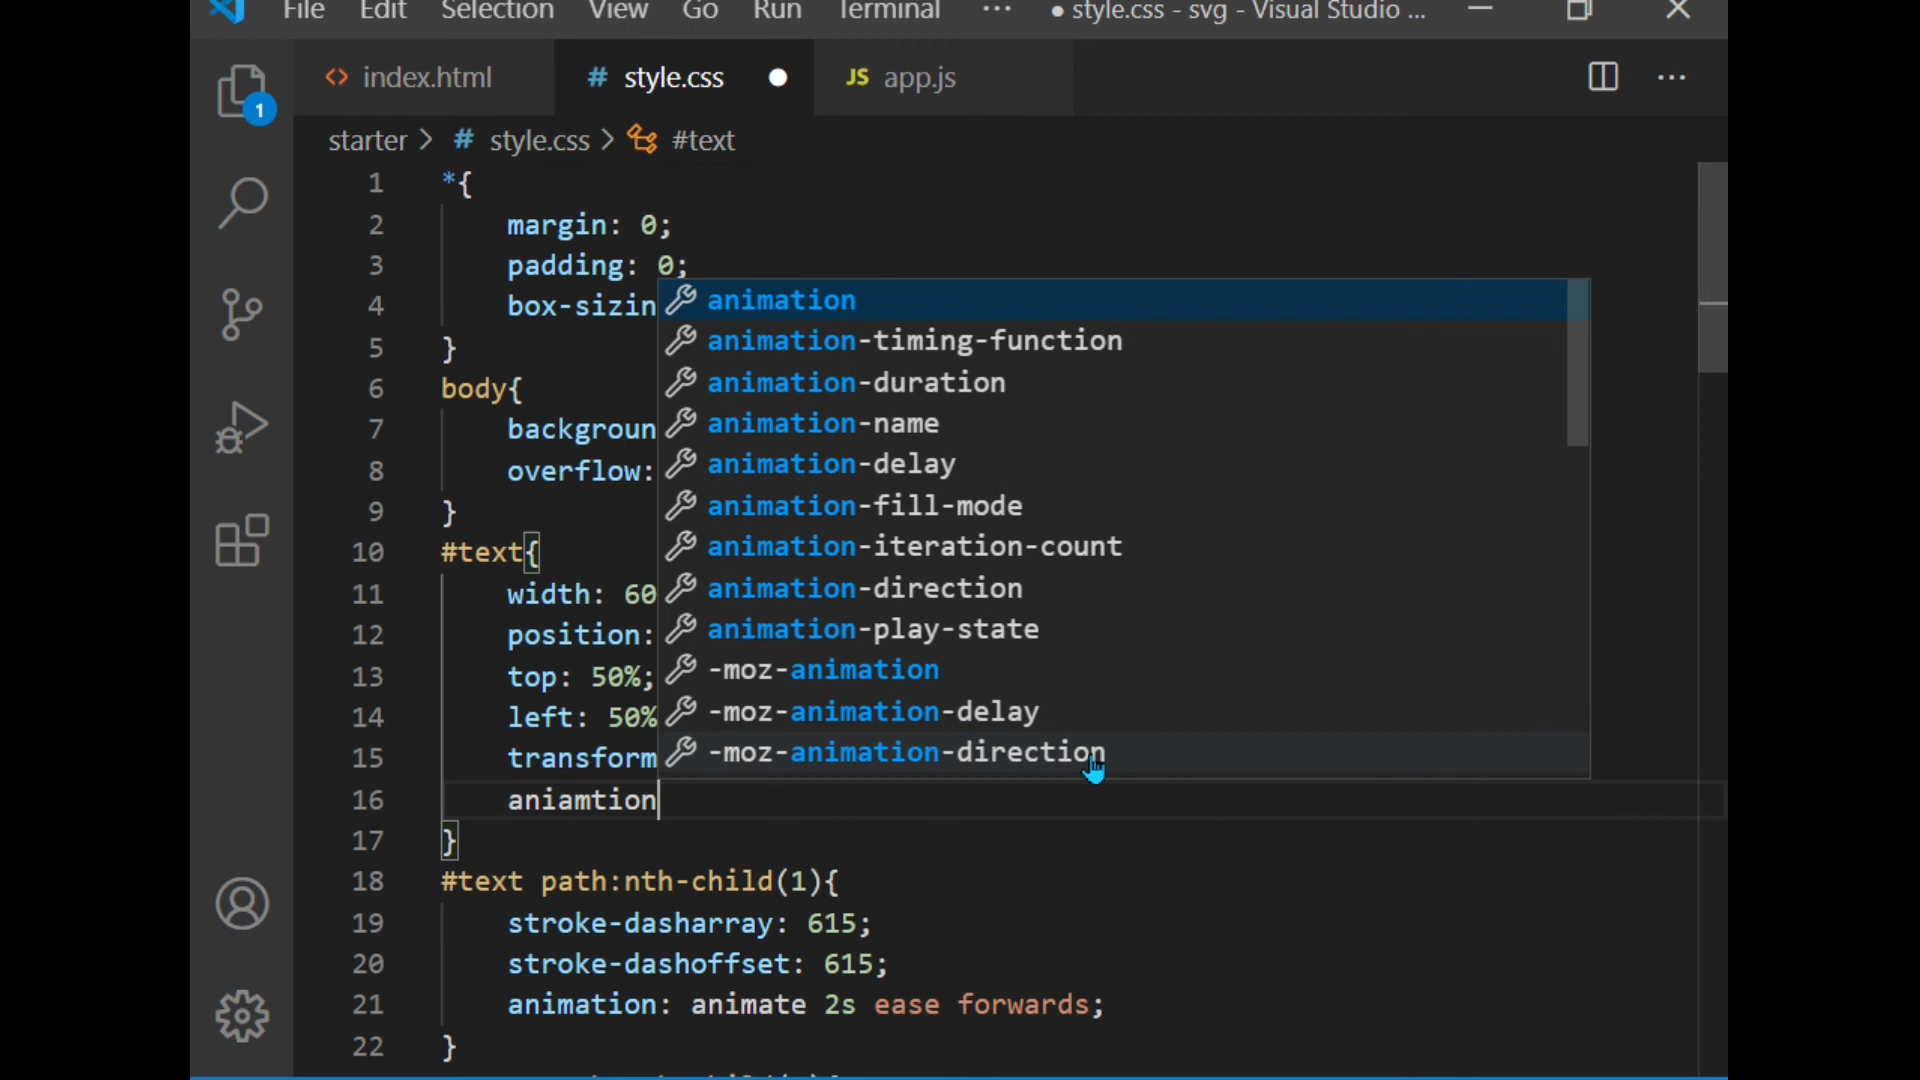 File Edit Selection View Go Run Terminal ··· ● style.css - svg - Visual Studio ...
1
<> index.html # style.css ● JS app.js ···
starter > # style.css > #text
1 *{
2 margin: 0;
3 padding: 0;
4 box-sizin
5 }
6 body{
7 backgroun
8 overflow:
9 }
10 #text{
11 width: 60
12 position:
13 top: 50%;
14 left: 50%
15 transform
16 aniamtion
17 }
18 #text path:nth-child(1){
19 stroke-dasharray: 615;
20 stroke-dashoffset: 615;
21 animation: animate 2s ease forwards;
22 }
animation
animation-timing-function
animation-duration
animation-name
animation-delay
animation-fill-mode
animation-iteration-count
animation-direction
animation-play-state
-moz-animation
-moz-animation-delay
-moz-animation-direction